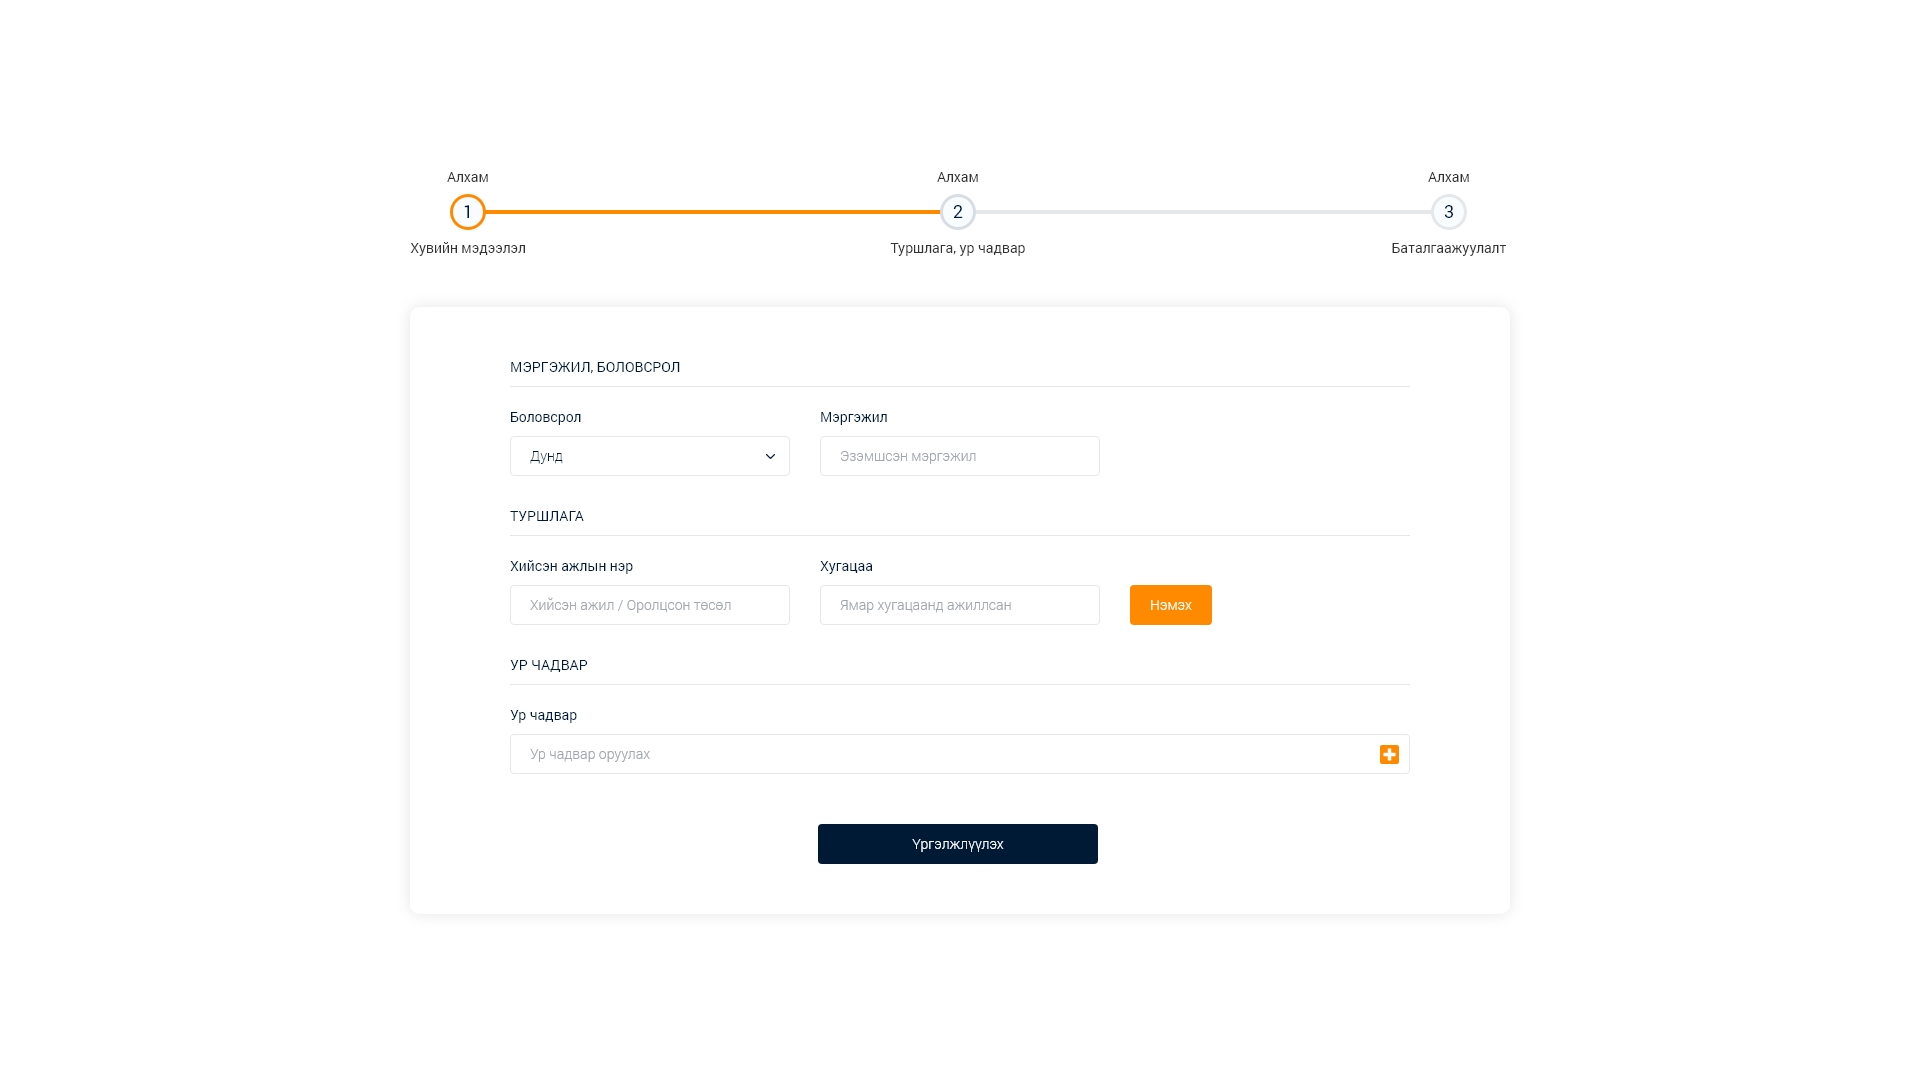 Алхам
1
Хувийн мэдээлэл
Алхам
2
Туршлага, ур чадвар
Алхам
3
Баталгаажуулалт
МЭРГЭЖИЛ, БОЛОВСРОЛ
Боловсрол
Дунд
Мэргэжил
Эзэмшсэн мэргэжил
ТУРШЛАГА
Хийсэн ажлын нэр
Хийсэн ажил / Оролцсон төсөл
Хугацаа
Ямар хугацаанд ажиллсан
Нэмэх
УР ЧАДВАР
Ур чадвар
Ур чадвар оруулах
Үргэлжлүүлэх